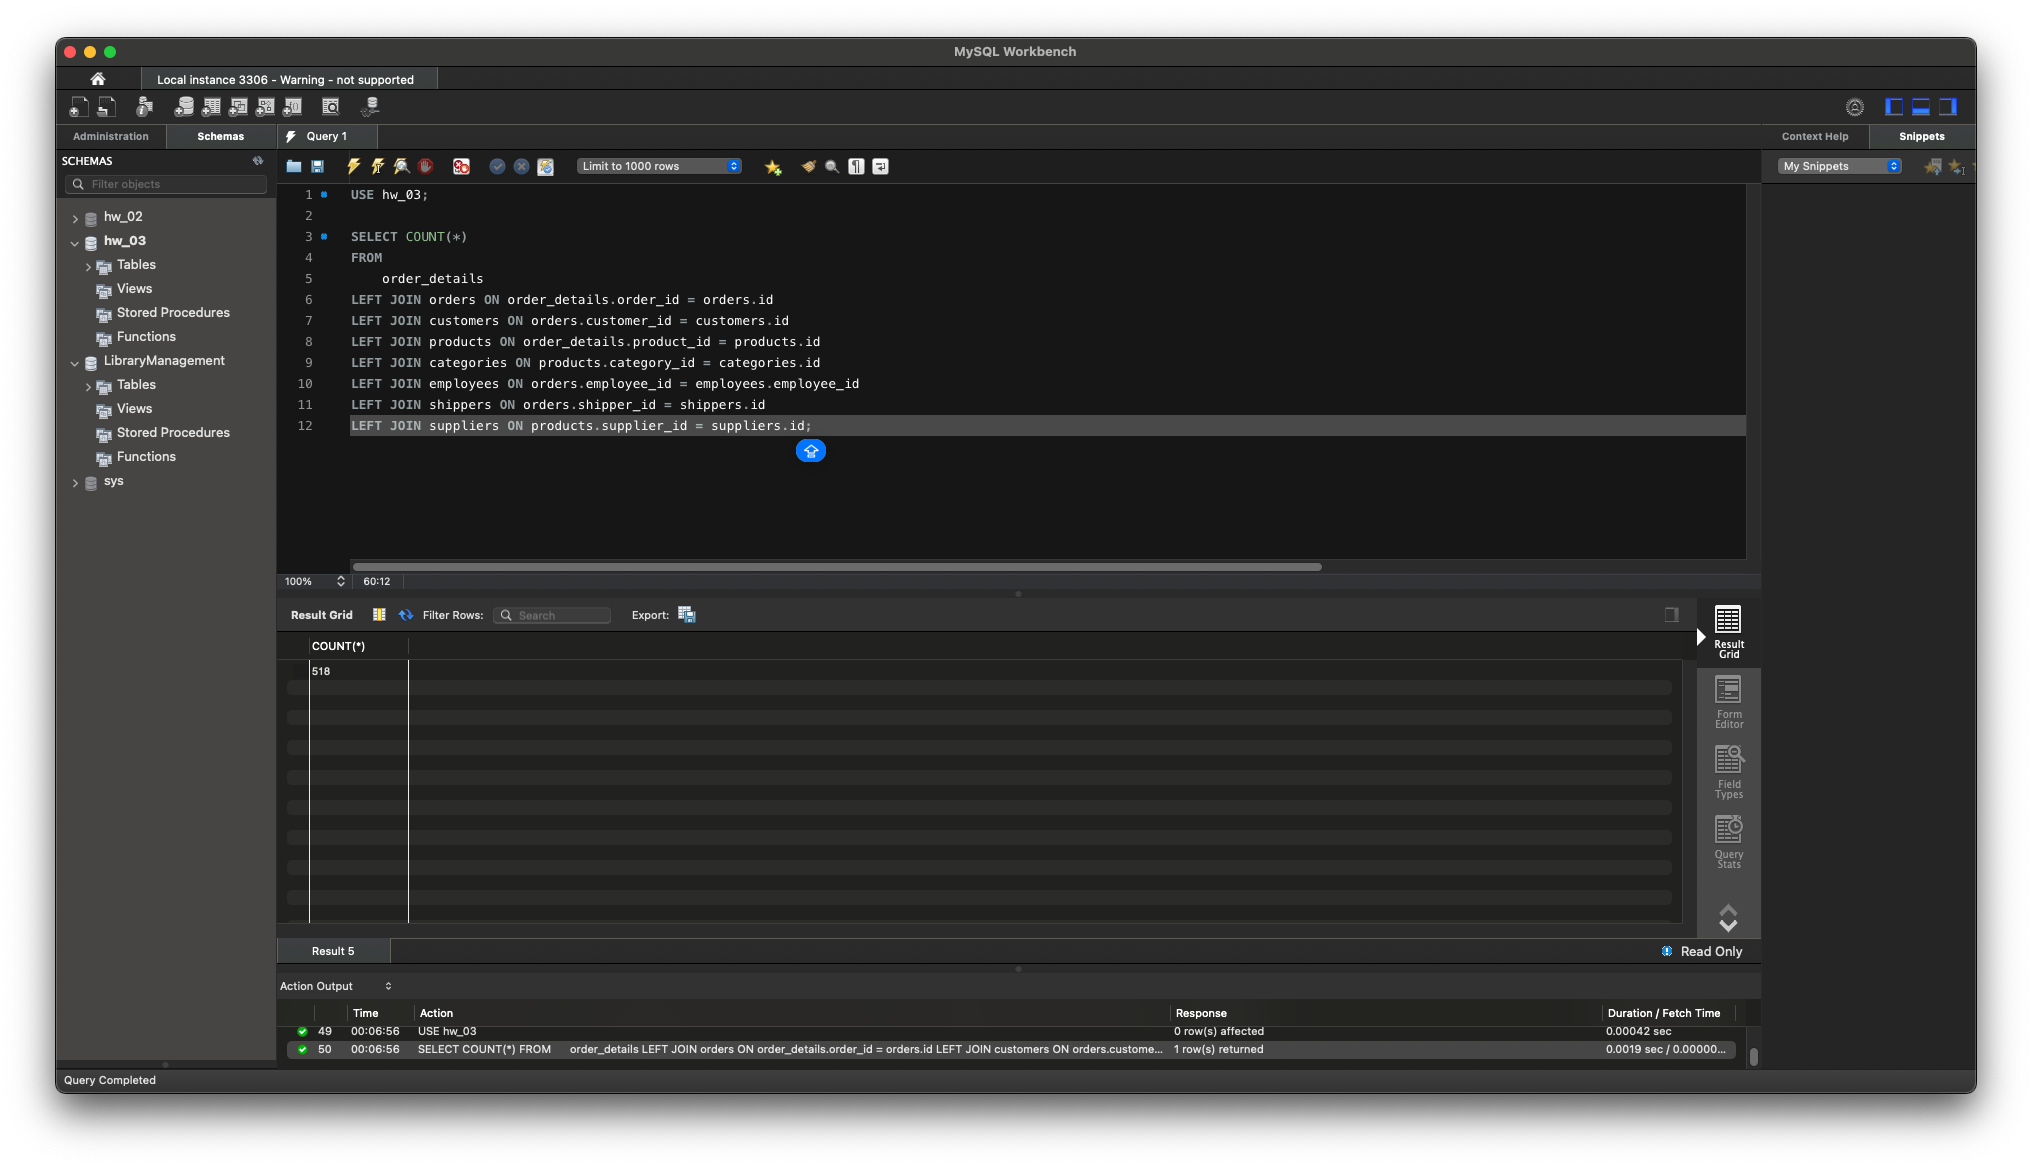 MySQL Workbench
Local instance 3306 - Warning - not supported
Administration
Schemas
Query 1
Context Help
Snippets
SCHEMAS
Filter objects
hw_02
hw_03
Tables
Views
Stored Procedures
Functions
LibraryManagement
Tables
Views
Stored Procedures
Functions
sys
Limit to 1000 rows
My Snippets
1 USE hw_03;
2
3 SELECT COUNT(*)
4 FROM
5 order_details
6 LEFT JOIN orders ON order_details.order_id = orders.id
7 LEFT JOIN customers ON orders.customer_id = customers.id
8 LEFT JOIN products ON order_details.product_id = products.id
9 LEFT JOIN categories ON products.category_id = categories.id
10 LEFT JOIN employees ON orders.employee_id = employees.employee_id
11 LEFT JOIN shippers ON orders.shipper_id = shippers.id
12 LEFT JOIN suppliers ON products.supplier_id = suppliers.id;
100% 60:12
Result Grid Filter Rows: Search Export:
COUNT(*)
518
Result
Grid
Form
Editor
Field
Types
Query
Stats
Result 5
Read Only
Action Output
Time Action Response Duration / Fetch Time
49 00:06:56 USE hw_03 0 row(s) affected 0.00042 sec
50 00:06:56 SELECT COUNT(*) FROM order_details LEFT JOIN orders ON order_details.order_id = orders.id LEFT JOIN customers ON orders.custome... 1 row(s) returned 0.0019 sec / 0.00000...
Query Completed